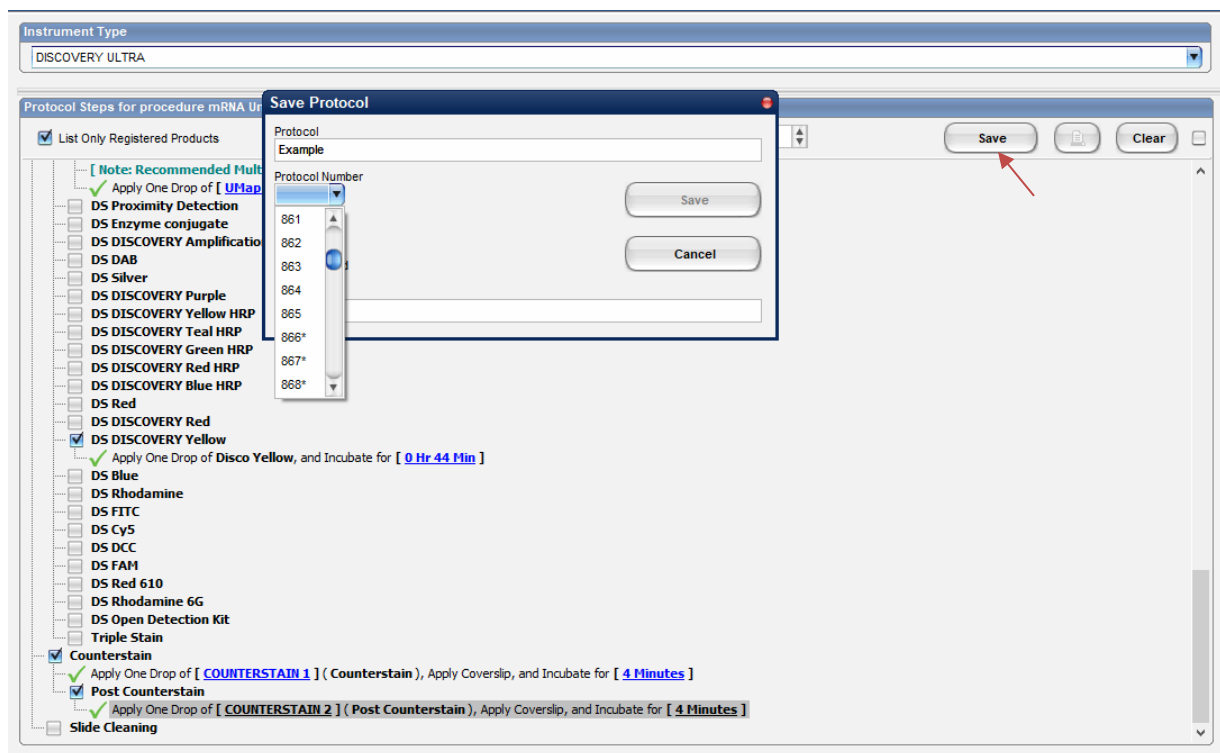 Instrument Type
DISCOVERY ULTRA
Protocol Steps for procedure mRNA Un
List Only Registered Products
Save
Clear
Save Protocol
Protocol
Example
Protocol Number
Save
Cancel
861
862
863
864
865
866*
867*
868*
[ Note: Recommended Mult
Apply One Drop of [ UMap
DS Proximity Detection
DS Enzyme conjugate
DS DISCOVERY Amplificatio
DS DAB
DS Silver
DS DISCOVERY Purple
DS DISCOVERY Yellow HRP
DS DISCOVERY Teal HRP
DS DISCOVERY Green HRP
DS DISCOVERY Red HRP
DS DISCOVERY Blue HRP
DS Red
DS DISCOVERY Red
DS DISCOVERY Yellow
Apply One Drop of Disco Yellow, and Incubate for [ 0 Hr 44 Min ]
DS Blue
DS Rhodamine
DS FITC
DS Cy5
DS DCC
DS FAM
DS Red 610
DS Rhodamine 6G
DS Open Detection Kit
Triple Stain
Counterstain
Apply One Drop of [ COUNTERSTAIN 1 ] ( Counterstain ), Apply Coverslip, and Incubate for [ 4 Minutes ]
Post Counterstain
Apply One Drop of [ COUNTERSTAIN 2 ] ( Post Counterstain ), Apply Coverslip, and Incubate for [ 4 Minutes ]
Slide Cleaning